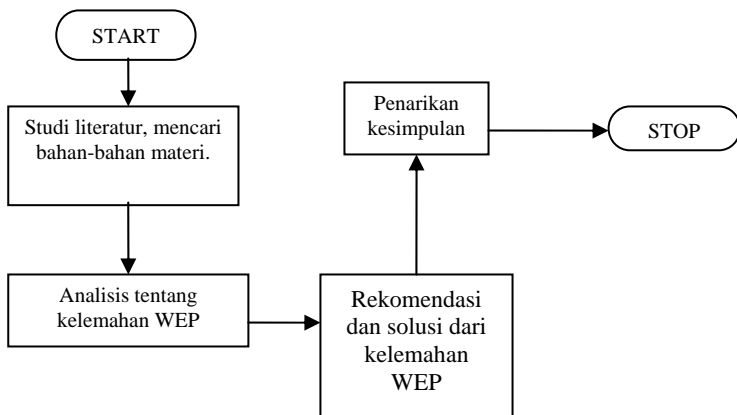 START
Studi literatur, mencari
bahan-bahan materi.
Analisis tentang
kelemahan WEP
Rekomendasi
dan solusi dari
kelemahan
WEP
Penarikan
kesimpulan
STOP